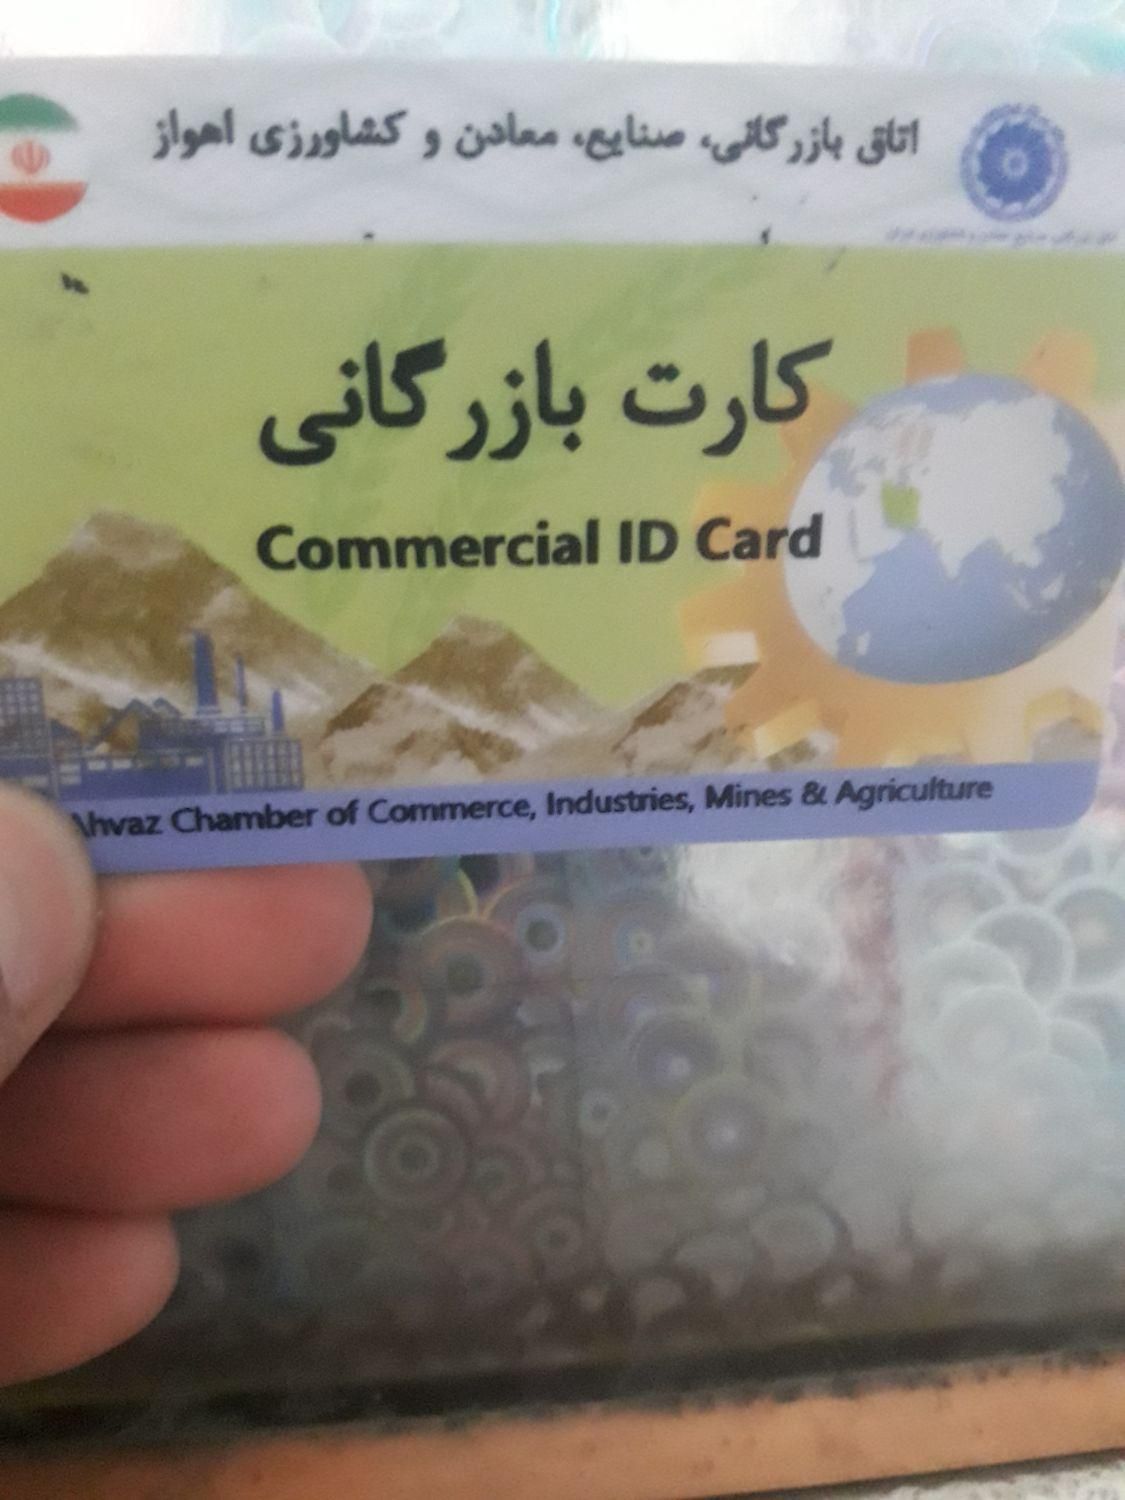 اتاق بازرگانی، صنایع، معادن و کشاورزی اهواز
کارت بازرگانی
Commercial ID Card
Ahvaz Chamber of Commerce, Industries, Mines & Agriculture